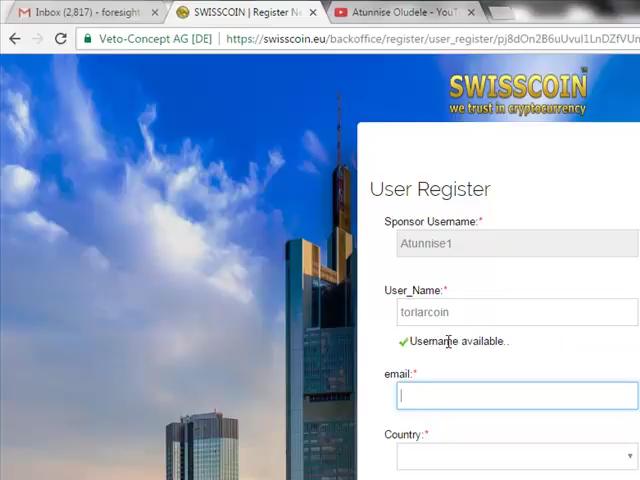 Inbox (2,817) - foresight
SWISSCOIN | Register Ne
Atunnise Oludele - YouT
Veto-Concept AG [DE]
https://swisscoin.eu/backoffice/register/user_register/
SWISSCOIN
we trust in cryptocurrency
User Register
Sponsor Username:*
Atunnise1
User_Name:*
torlarcoin
Username available..
email:*
Country:*